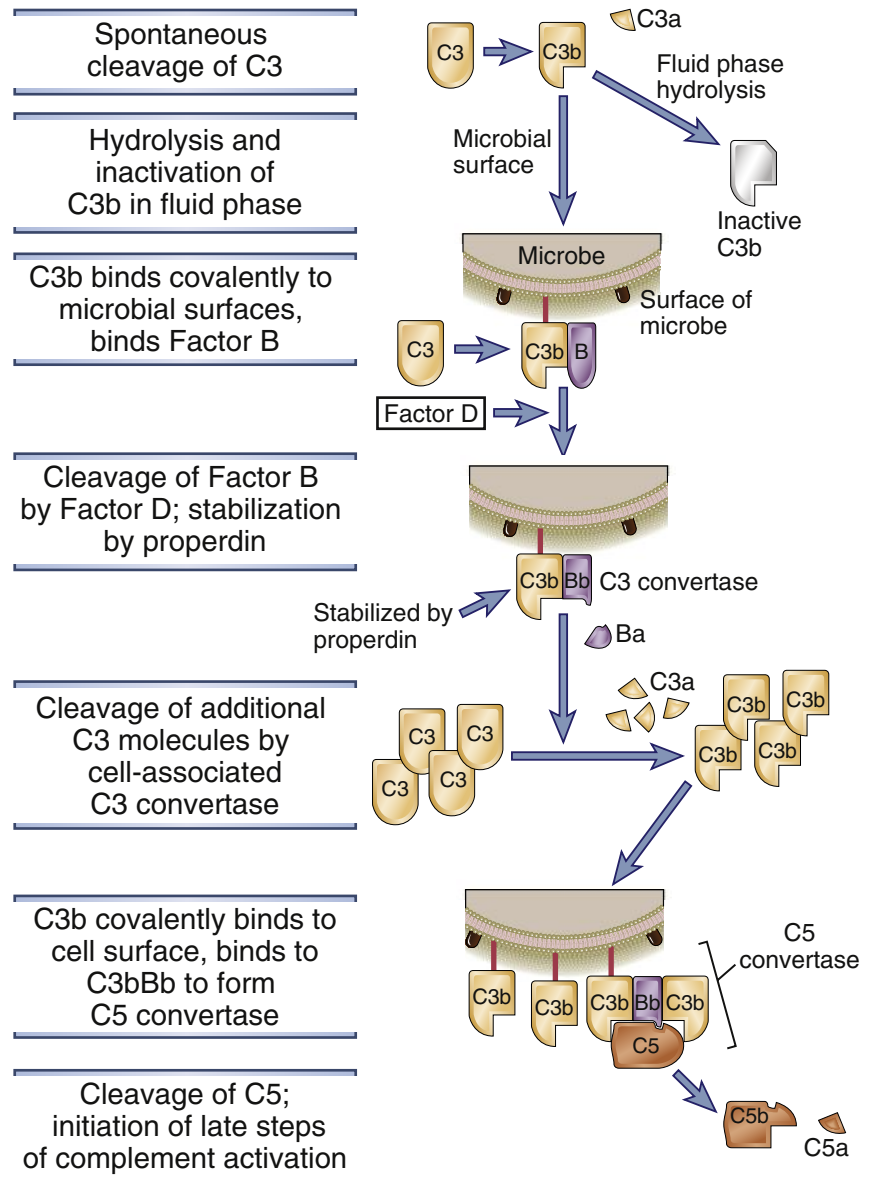 Spontaneous
cleavage of C3
C3
C3b
C3a
Fluid phase
hydrolysis
Microbial
surface
Inactive
C3b
Hydrolysis and
inactivation of
C3b in fluid phase
Microbe
Surface of
microbe
C3b binds covalently to
microbial surfaces,
binds Factor B
C3
C3b
B
Factor D
Cleavage of Factor B
by Factor D; stabilization
by properdin
C3b
Bb
C3 convertase
Stabilized by
properdin
Ba
Cleavage of additional
C3 molecules by
cell-associated
C3 convertase
C3
C3
C3
C3
C3a
C3b
C3b
C3b
C3b
C3b covalently binds to
cell surface, binds to
C3bBb to form
C5 convertase
C3b
C3b
C3b
Bb
C3b
C5
C5
convertase
Cleavage of C5;
initiation of late steps
of complement activation
C5b
C5a